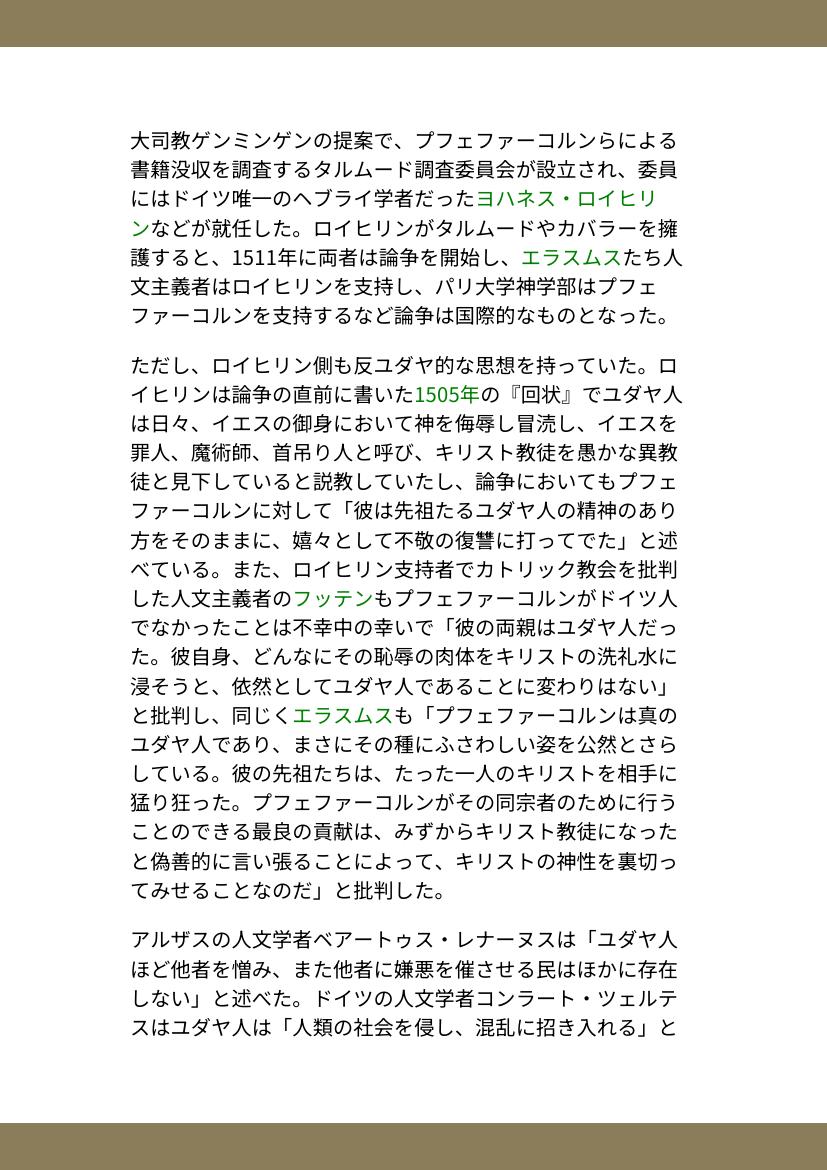 大司教ゲンミンゲンの提案で、プフェファーコルンらによる
書籍没収を調査するタルムード調査委員会が設立され、委員
にはドイツ唯一のヘブライ学者だったヨハネス・ロイヒリ
ンなどが就任した。ロイヒリンがタルムードやカバラーを擁
護すると、1511年に両者は論争を開始し、エラスムスたち人
文主義者はロイヒリンを支持し、パリ大学神学部はプフェ
ファーコルンを支持するなど論争は国際的なものとなった。
ただし、ロイヒリン側も反ユダヤ的な思想を持っていた。ロ
イヒリンは論争の直前に書いた1505年の『回状』でユダヤ人
は日々、イエスの御身において神を侮辱し冒涜し、イエスを
罪人、魔術師、首吊り人と呼び、キリスト教徒を愚かな異教
徒と見下していると説教していたし、論争においてもプフェ
ファーコルンに対して「彼は先祖たるユダヤ人の精神のあり
方をそのままに、嬉々として不敬の復讐に打ってでた」と述
べている。また、ロイヒリン支持者でカトリック教会を批判
した人文主義者のフッテンもプフェファーコルンがドイツ人
でなかったことは不幸中の幸いで「彼の両親はユダヤ人だっ
た。彼自身、どんなにその恥辱の肉体をキリストの洗礼水に
浸そうと、依然としてユダヤ人であることに変わりはない」
と批判し、同じくエラスムスも「プフェファーコルンは真の
ユダヤ人であり、まさにその種にふさわしい姿を公然とさら
している。彼の先祖たちは、たった一人のキリストを相手に
猛り狂った。プフェファーコルンがその同宗者のために行う
ことのできる最良の貢献は、みずからキリスト教徒になった
と偽善的に言い張ることによって、キリストの神性を裏切っ
てみせることなのだ」と批判した。
アルザスの人文学者ベアートゥス・レナーヌスは「ユダヤ人
ほど他者を憎み、また他者に嫌悪を催させる民はほかに存在
しない」と述べた。ドイツの人文学者コンラート・ツェルテ
スはユダヤ人は「人類の社会を侵し、混乱に招き入れる」と